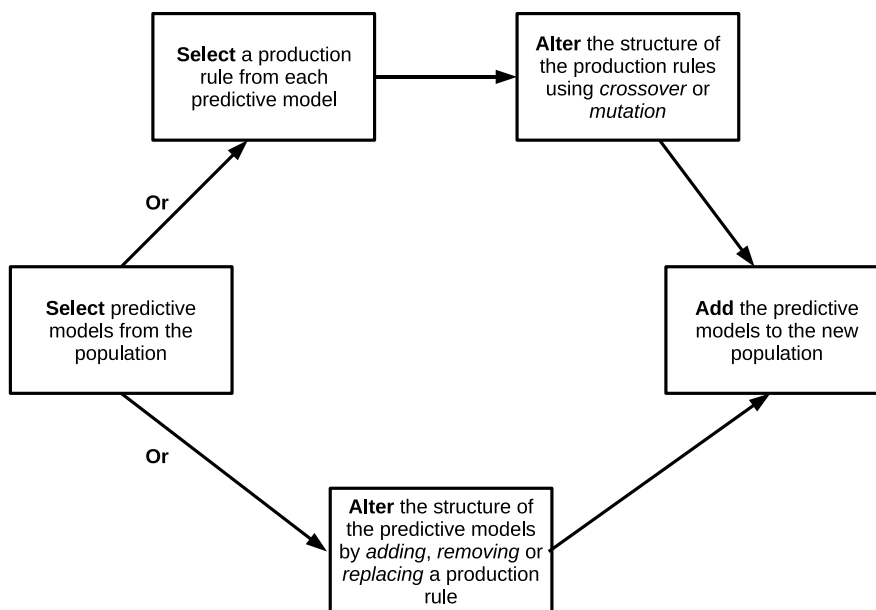 Select a production
rule from each
predictive model
Alter the structure of
the production rules
using crossover or
mutation
Or
Select predictive
models from the
population
Add the predictive
models to the new
population
Or
Alter the structure of
the predictive models
by adding, removing or
replacing a production
rule